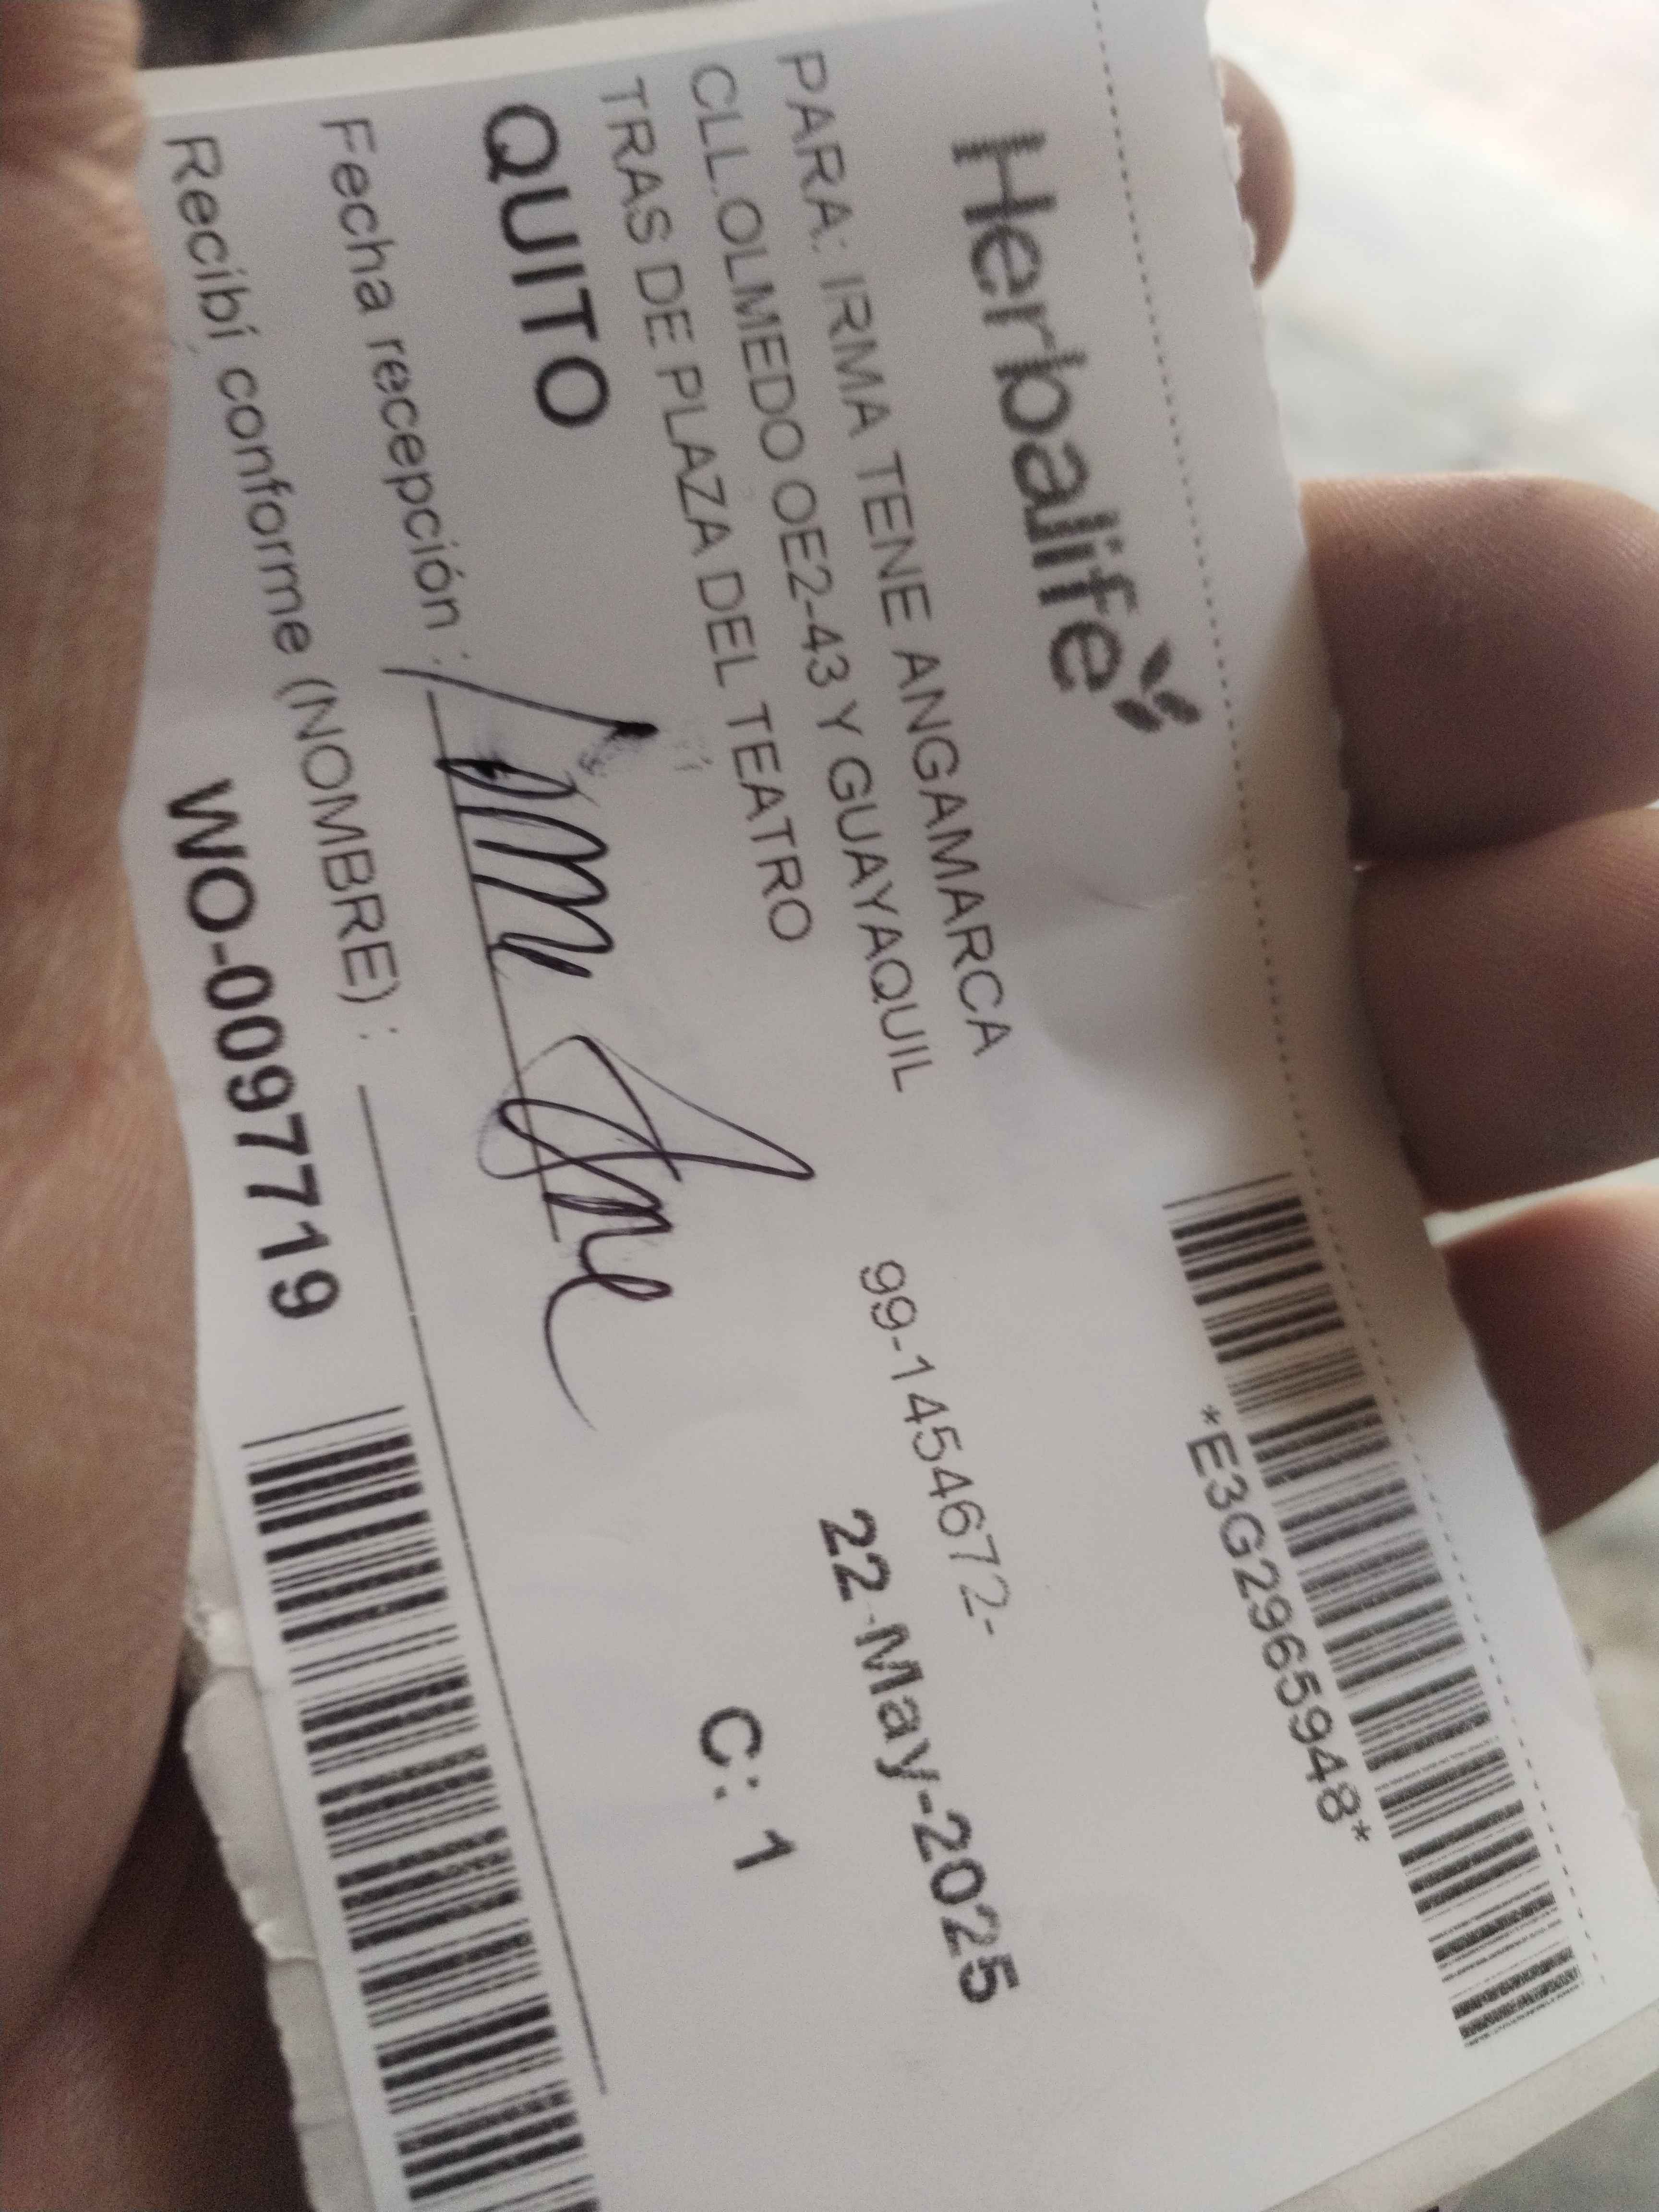 Herbalife
*E3G29659948*
PARA: IRMA TENE ANGAMARCA
CLL.OLMEDO OE2-43 Y GUAYAQUIL
99-1454672-
TRAS DE PLAZA DEL TEATRO
22-May-2025
QUITO
C: 1
Fecha recepción :
Recibí conforme (NOMBRE) :
WO-00977719